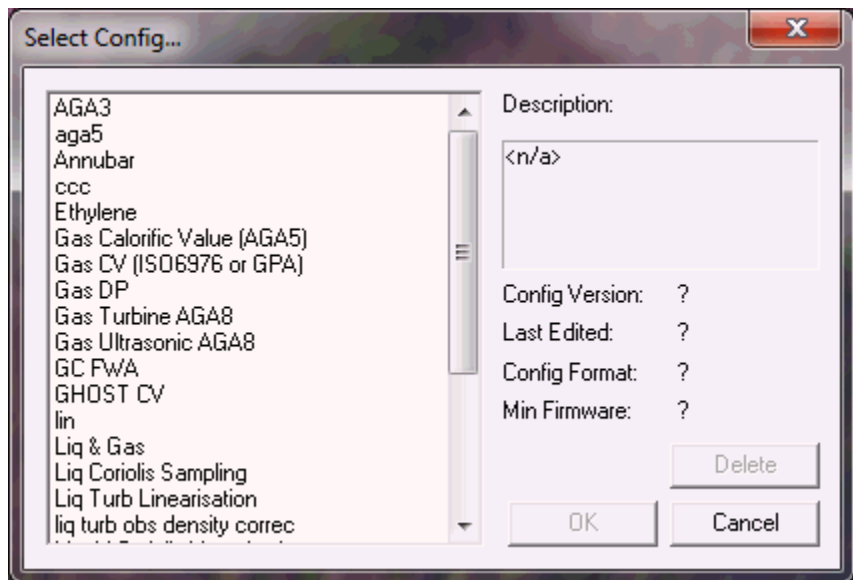 Select Config...
AGA3
aga5
Annubar
ccc
Ethylene
Gas Calorific Value (AGA5)
Gas CV (ISO6976 or GPA)
Gas DP
Gas Turbine AGA8
Gas Ultrasonic AGA8
GC FWA
GHOST CV
lin
Liq & Gas
Liq Coriolis Sampling
Liq Turb Linearisation
liq turb obs density correc
Description:
<n/a>
Config Version: ?
Last Edited: ?
Config Format: ?
Min Firmware: ?
Delete
OK
Cancel